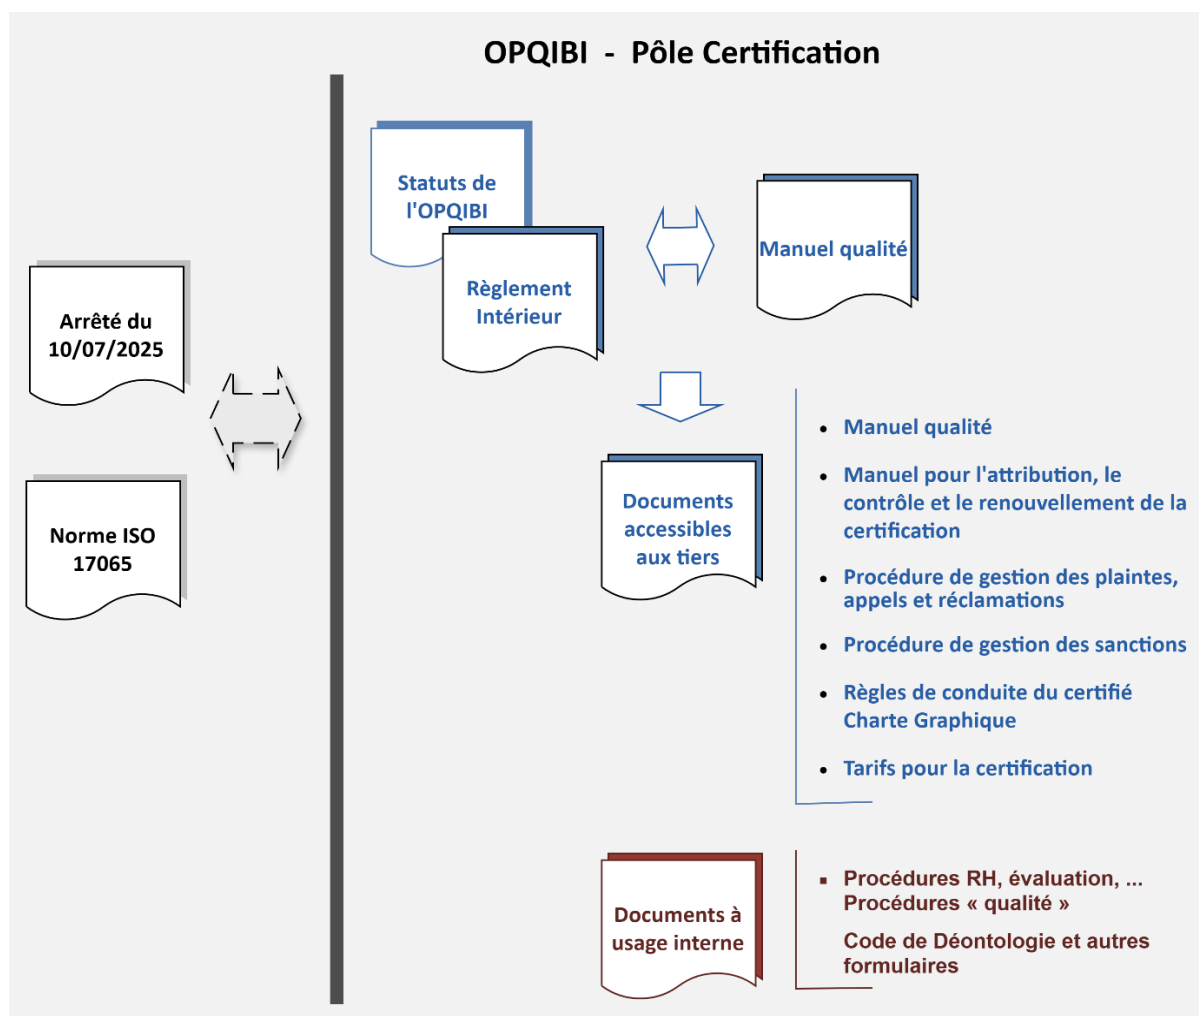 OPQIBI - Pôle Certification
Statuts de
l'OPQIBI
Règlement
Intérieur
Manuel qualité
Arrêté du
10/07/2025
Norme ISO
17065
Documents
accessibles
aux tiers
• Manuel qualité
• Manuel pour l'attribution, le
contrôle et le renouvellement de la
certification
• Procédure de gestion des plaintes,
appels et réclamations
• Procédure de gestion des sanctions
• Règles de conduite du certifié
Charte Graphique
• Tarifs pour la certification
Documents à
usage interne
▪ Procédures RH, évaluation, ...
Procédures « qualité »
Code de Déontologie et autres
formulaires